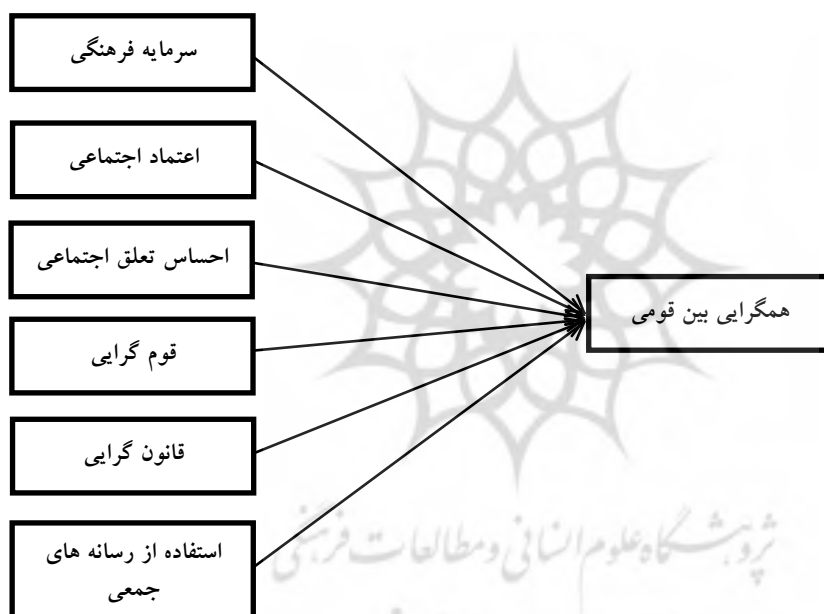 سرمایه فرهنگی
اعتماد اجتماعی
احساس تعلق اجتماعی
همگرایی بین قومی
قوم گرایی
قانون گرایی
استفاده از رسانه های
جمعی
پژوهشگاه علوم انسانی و مطالعات فرهنگی